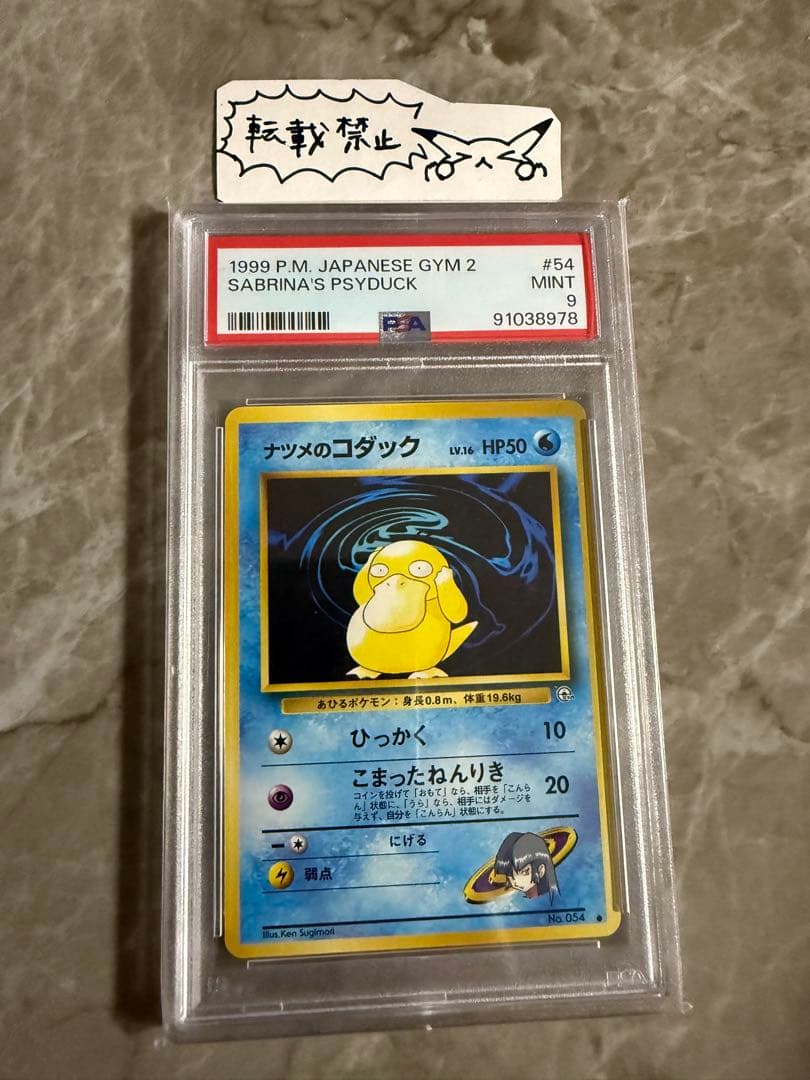 転載禁止
1999 P.M. JAPANESE GYM 2 #54
SABRINA'S PSYDUCK MINT
9
PSA 91038978
ナツメのコダック LV.16 HP50
あひるポケモン：身長0.8m、体重19.6kg
ひっかく 10
こまったねんりき 20
コインを投げて「おもて」なら、相手を「こんら
ん」状態に、「うら」なら、相手にはダメージを
与えず、自分を「こんらん」状態にする。
にげる
弱点
No. 054
Illus.Ken Sugimori